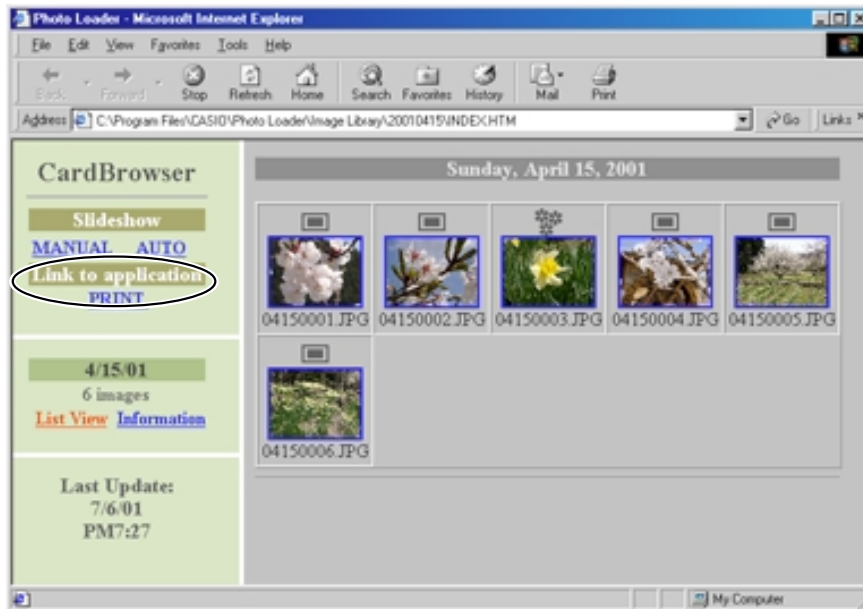 Photo Loader - Microsoft Internet Explorer
File Edit View Favorites Tools Help
Back Forward Stop Refresh Home Search Favorites History Mail Print
Address C:\Program Files\CASIO\Photo Loader\Image Library\20010415\INDEX.HTM Go Links »
CardBrowser
Slideshow
MANUAL AUTO
Link to application
PRINT
4/15/01
6 images
List View Information
Last Update:
7/6/01
PM7:27
Sunday, April 15, 2001
04150001.JPG 04150002.JPG 04150003.JPG 04150004.JPG 04150005.JPG
04150006.JPG
My Computer